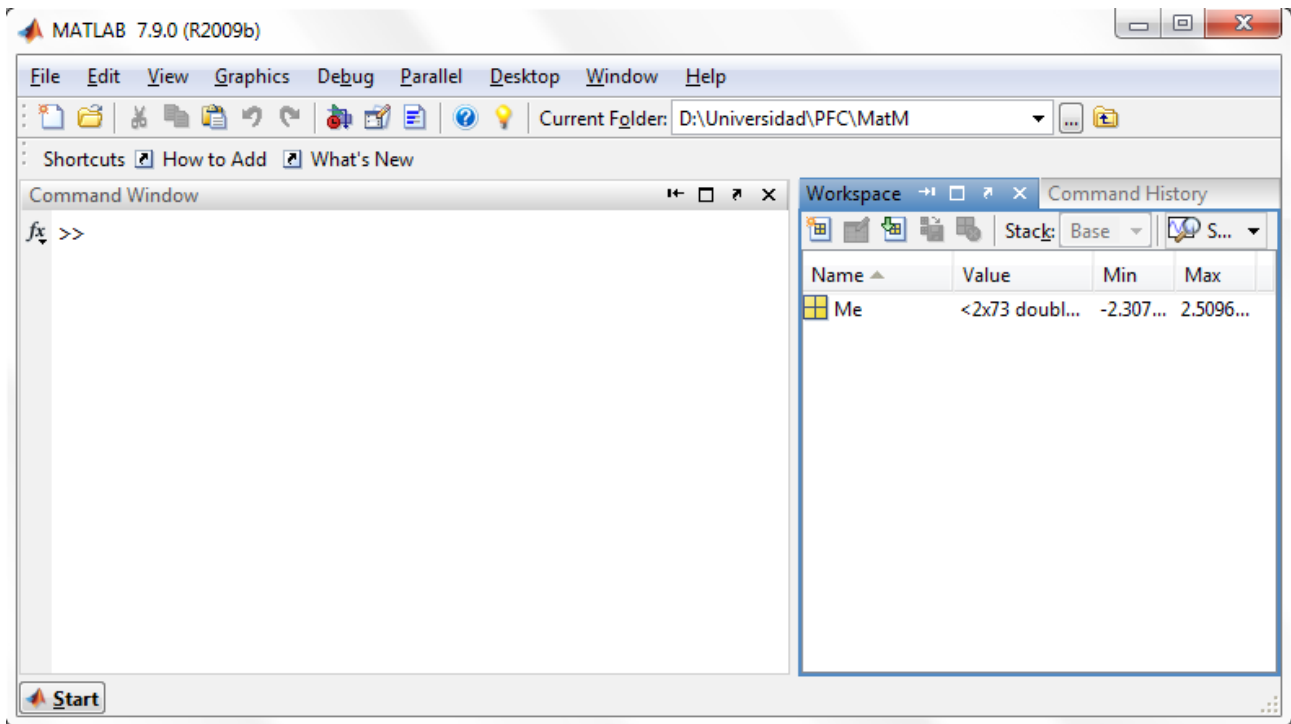 MATLAB 7.9.0 (R2009b)
File Edit View Graphics Debug Parallel Desktop Window Help
Current Folder: D:\Universidad\PFC\MatM ...
Shortcuts How to Add What's New
Command Window
fx >>
Workspace Command History
Stack: Base S...
Name Value Min Max
Me <2x73 doubl... -2.307... 2.5096...
Start